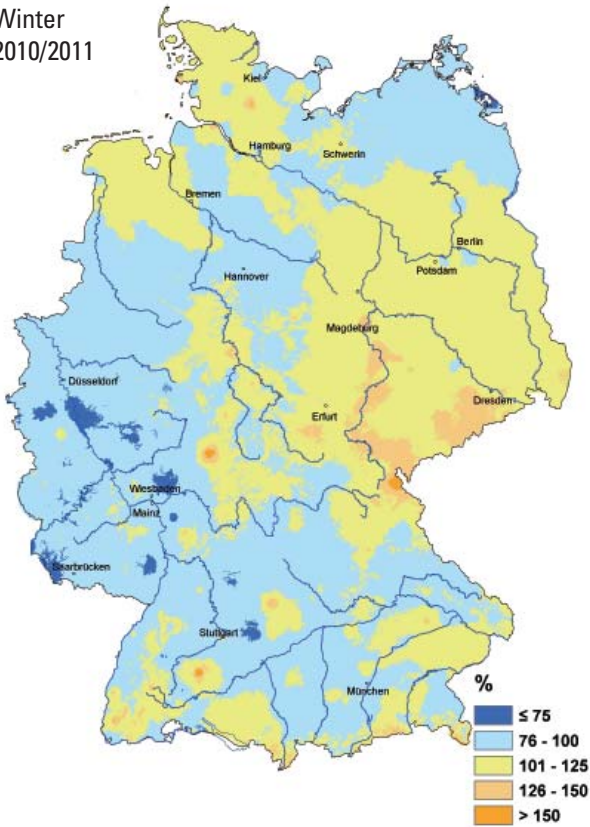 Winter
2010/2011
Kiel
Hamburg
Schwerin
Bremen
Berlin
Potsdam
Hannover
Magdeburg
Düsseldorf
Dresden
Erfurt
Wiesbaden
Mainz
Saarbrücken
Stuttgart
München
%
≤ 75
76 - 100
101 - 125
126 - 150
> 150